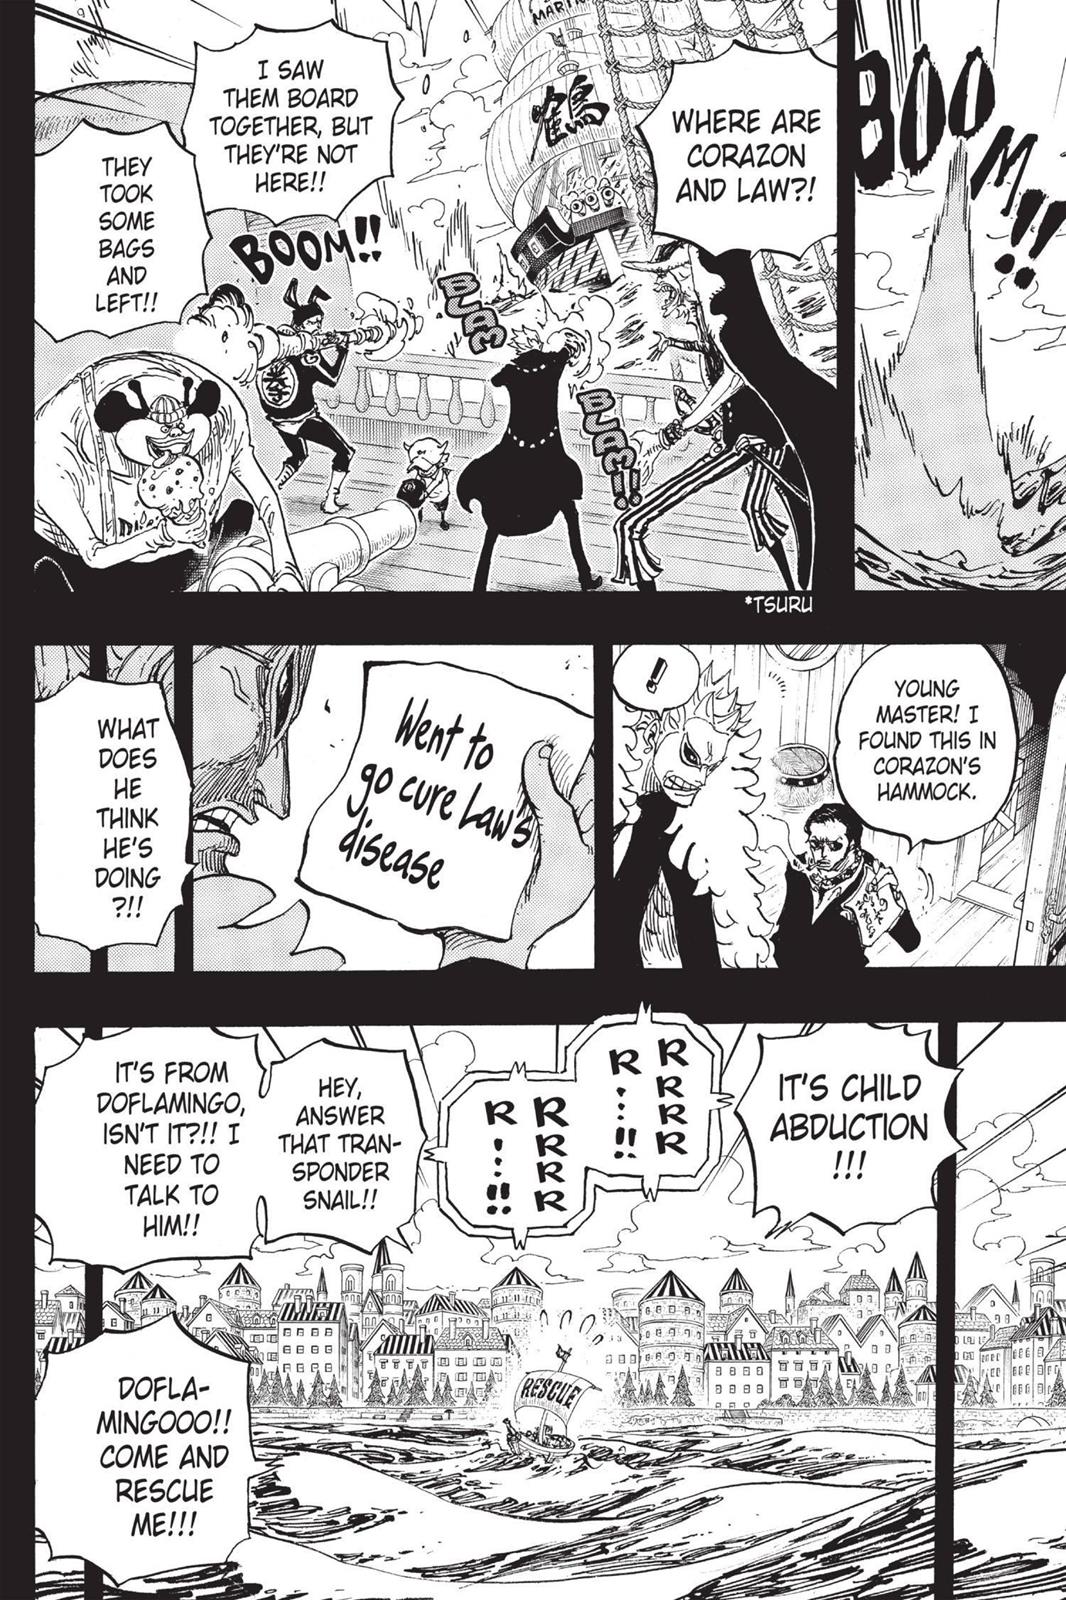 BOOM!!
MARIN
鶴
WHERE ARE
CORAZON
AND LAW?!
I SAW
THEM BOARD
TOGETHER, BUT
THEY'RE NOT
HERE!!
THEY
TOOK
SOME
BAGS
AND
LEFT!!
BOOM!!
BLAM
BLAM!!
*TSURU
YOUNG
MASTER! I
FOUND THIS IN
CORAZON'S
HAMMOCK.
!
Went to
go cure Law's
disease
WHAT
DOES
HE
THINK
HE'S
DOING
?!!
IT'S CHILD
ABDUCTION
!!!
RRRR
R...!!
RRRR
R...!!
HEY,
ANSWER
THAT TRAN-
SPONDER
SNAIL!!
IT'S FROM
DOFLAMINGO,
ISN'T IT?!! I
NEED TO
TALK TO
HIM!!
RESCUE
DOFLA-
MINGOOO!!
COME AND
RESCUE
ME!!!